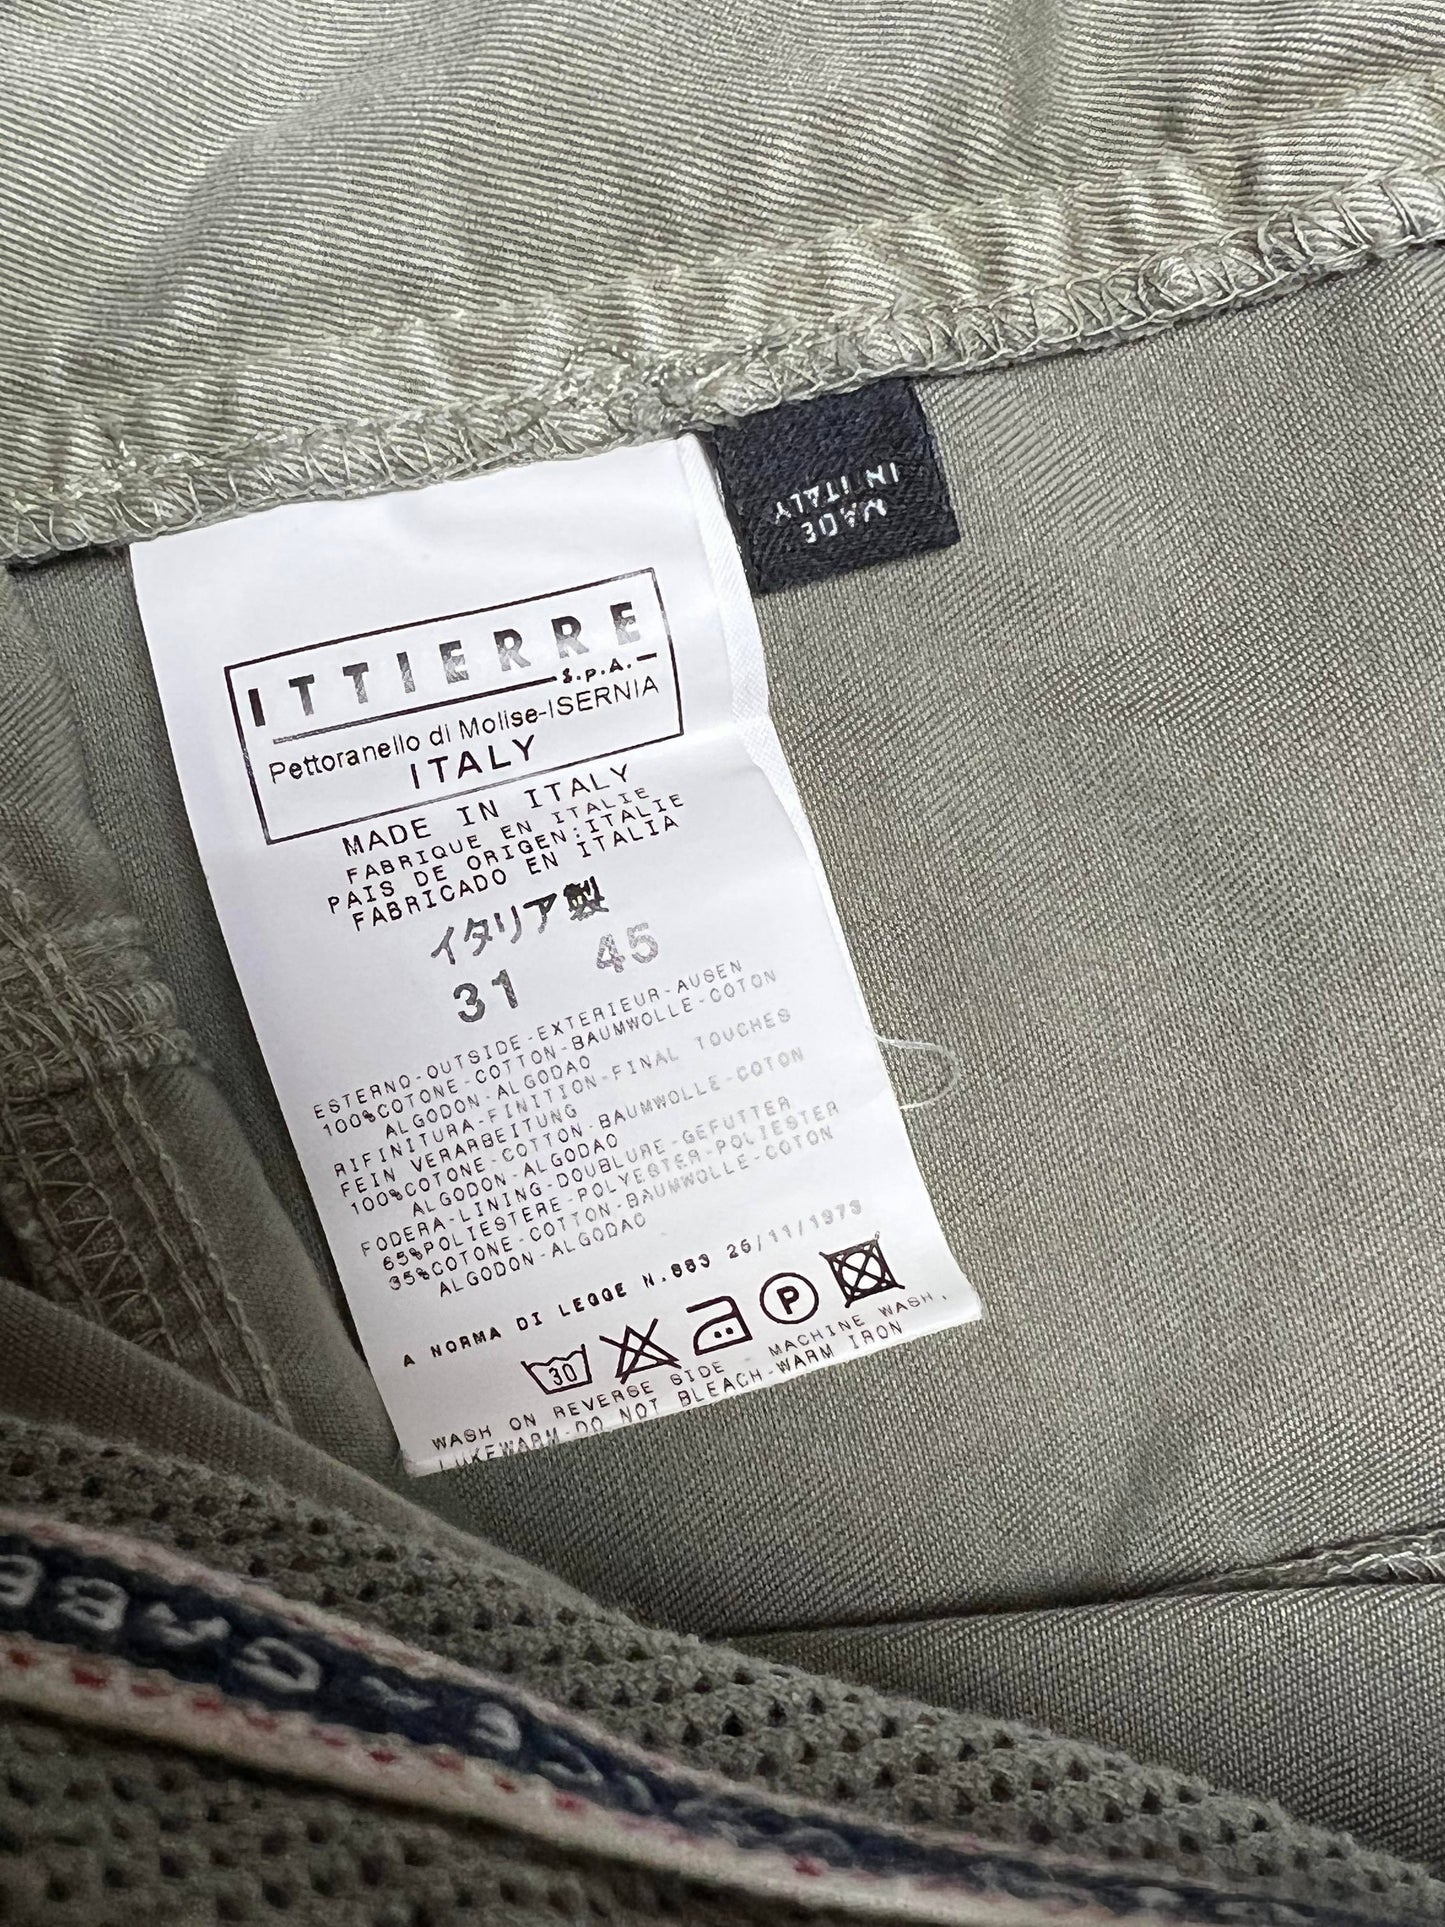 MADE
IN ITALY
ITTIERRE
S.p.A.
Pettoranello di Molise-ISERNIA
ITALY
MADE IN ITALY
FABRIQUE EN ITALIE
PAIS DE ORIGEN:ITALIE
FABRICADO EN ITALIA
イタリア製
31 45
ESTERNO-OUTSIDE-EXTERIEUR-AUSEN
100%COTONE-COTTON-BAUMWOLLE-COTON
ALGODON-ALGODAO
RIFINITURA-FINITION-FINAL TOUCHES
FEIN VERARBEITUNG
100%COTONE-COTTON-BAUMWOLLE-COTON
ALGODON-ALGODAO
FODERA-LINING-DOUBLURE-GEFUTTER
65%POLIESTERE-POLYESTER-POLIESTER
35%COTONE-COTTON-BAUMWOLLE-COTON
ALGODON-ALGODAO
A NORMA DI LEGGE N.883 26/11/1973
30 P
WASH ON REVERSE SIDE - MACHINE WASH,
LUKEWARM-DO NOT BLEACH-WARM IRON